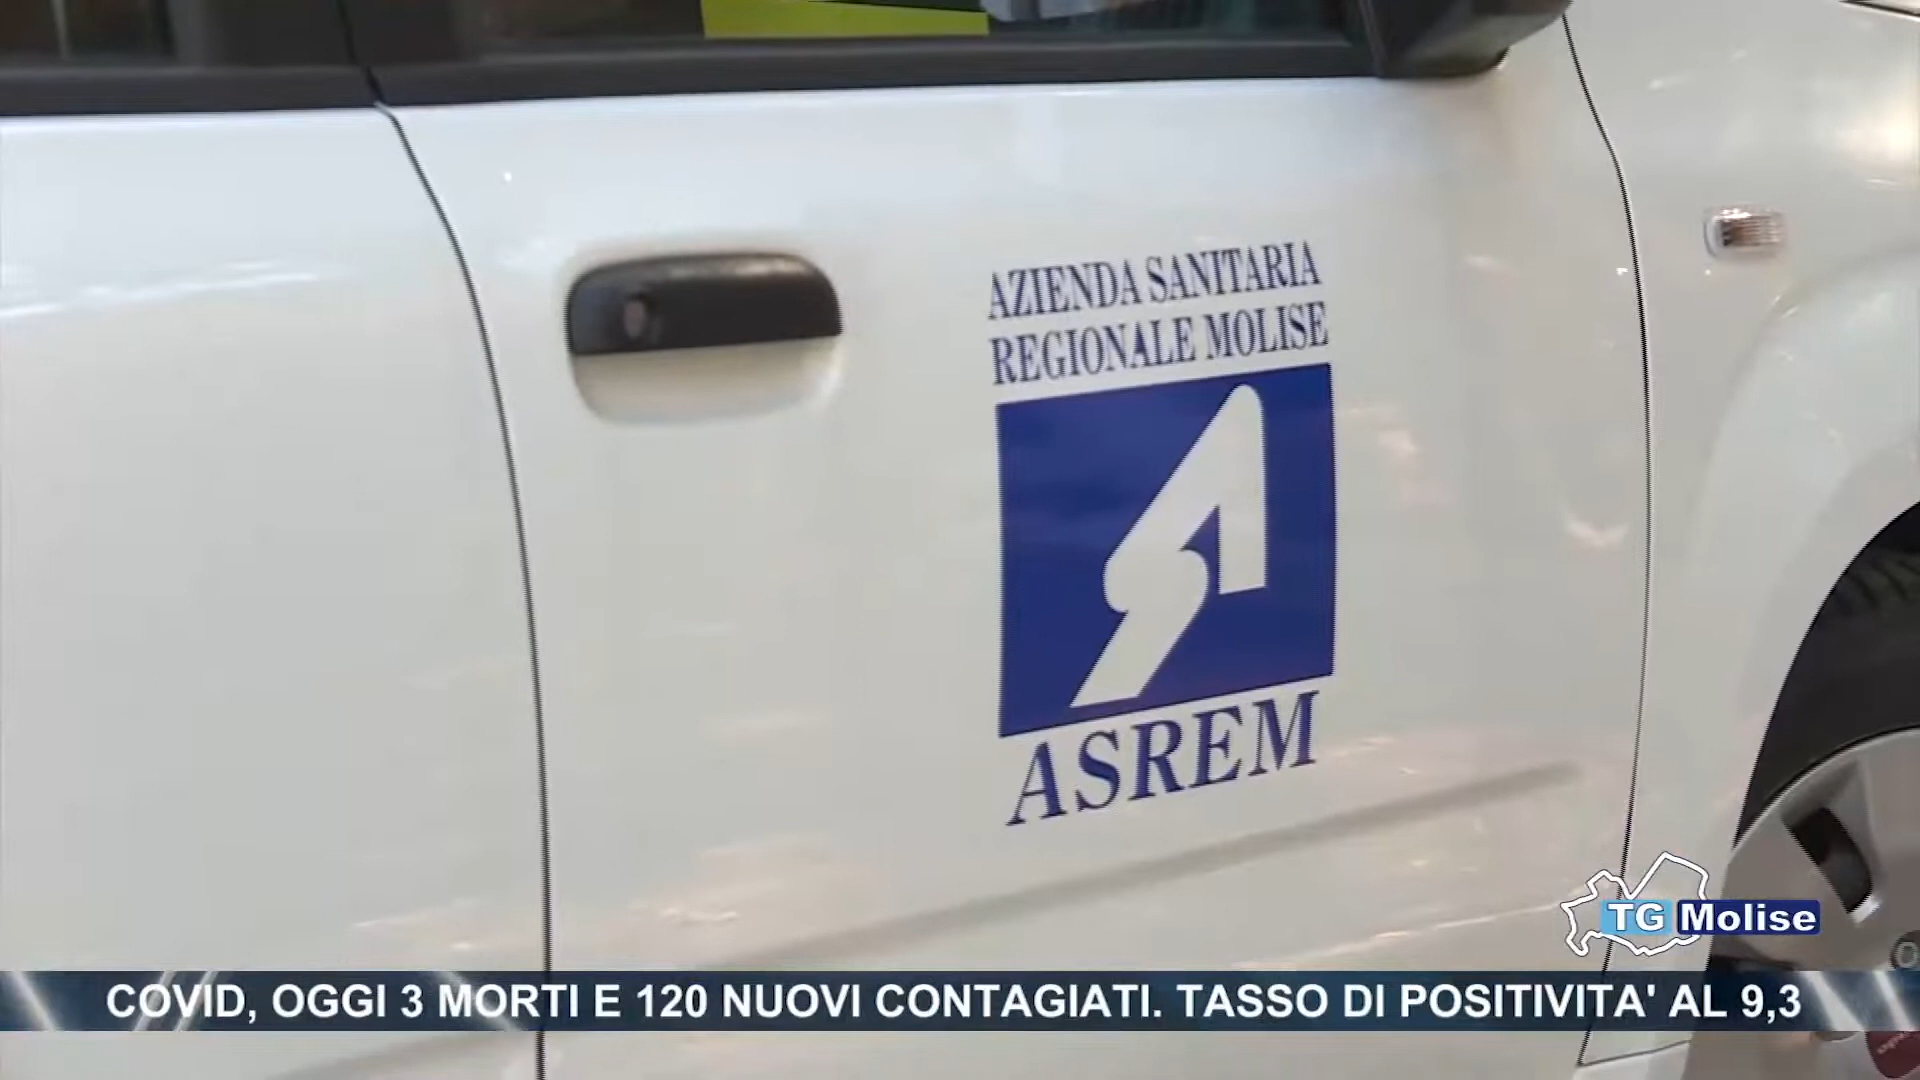 AZIENDA SANITARIA
REGIONALE MOLISE
ASREM
TG Molise
COVID, OGGI 3 MORTI E 120 NUOVI CONTAGIATI. TASSO DI POSITIVITA' AL 9,3